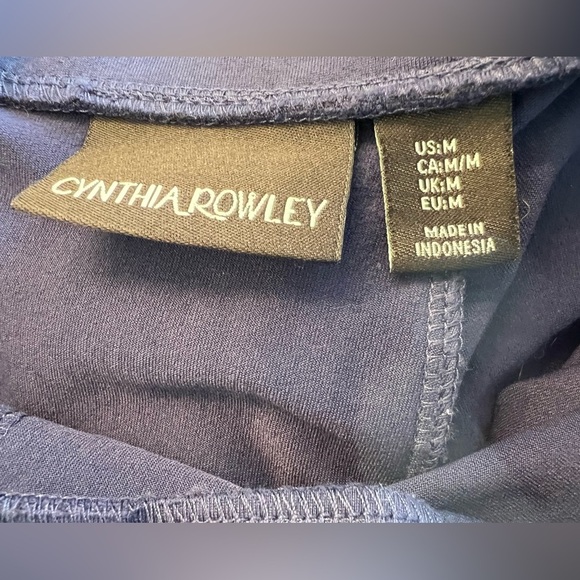 CYNTHIA ROWLEY
US:M
CA:M/M
UK:M
EU:M
MADE IN
INDONESIA